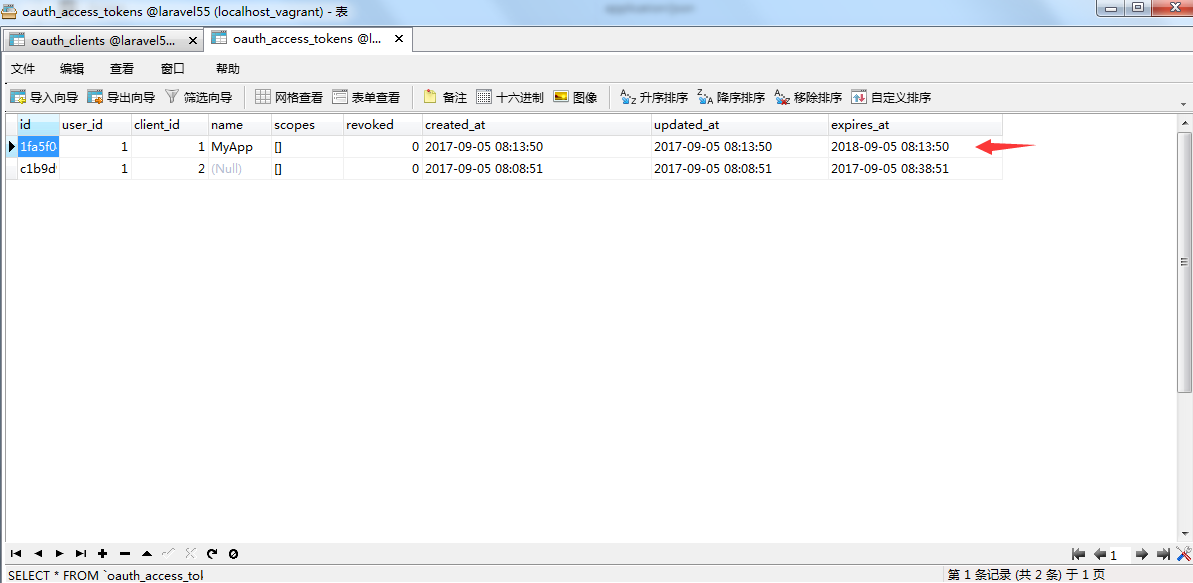 oauth_access_tokens @laravel55 (localhost_vagrant) - 表
oauth_clients @laravel5... oauth_access_tokens @l...
文件 编辑 查看 窗口 帮助
导入向导 导出向导 筛选向导 网格查看 表单查看 备注 十六进制 图像 升序排序 降序排序 移除排序 自定义排序
id user_id client_id name scopes revoked created_at updated_at expires_at
1fa5f0 1 1 MyApp [] 0 2017-09-05 08:13:50 2017-09-05 08:13:50 2018-09-05 08:13:50
c1b9d 1 2 (Null) [] 0 2017-09-05 08:08:51 2017-09-05 08:08:51 2017-09-05 08:38:51
1
SELECT * FROM `oauth_access_tol 第 1 条记录 (共 2 条) 于 1 页